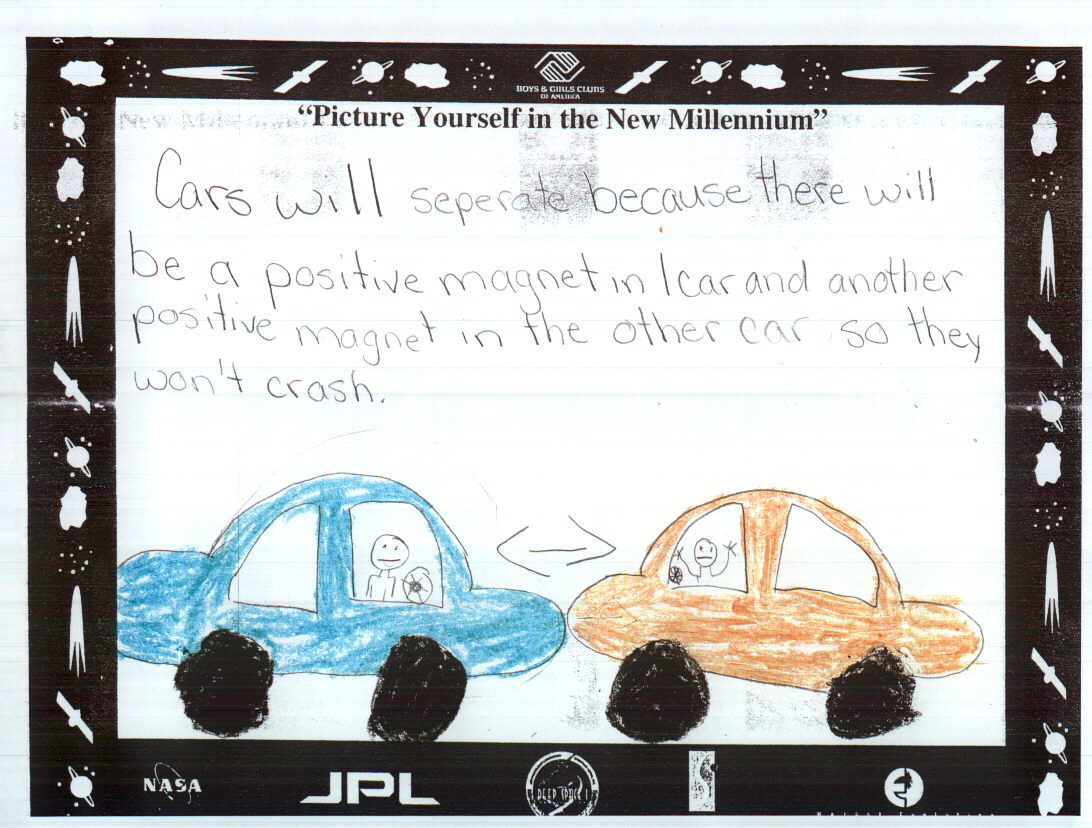 BOYS & GIRLS CLUBS
OF AMERICA
“Picture Yourself in the New Millennium”
Cars will seperate because there will
be a positive magnet in 1 car and another
positive magnet in the other car so they
won't crash.
NASA
JPL
DEEP SPACE 1